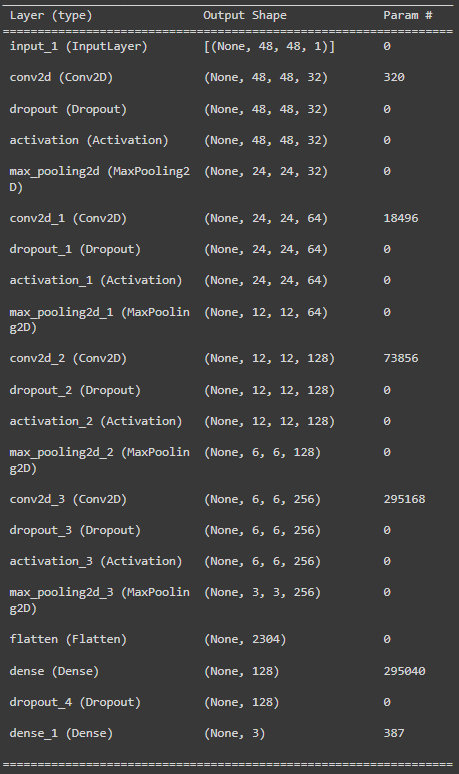 Layer (type) Output Shape Param #
=================================================================
input_1 (InputLayer) [(None, 48, 48, 1)] 0
conv2d (Conv2D) (None, 48, 48, 32) 320
dropout (Dropout) (None, 48, 48, 32) 0
activation (Activation) (None, 48, 48, 32) 0
max_pooling2d (MaxPooling2 (None, 24, 24, 32) 0
D)
conv2d_1 (Conv2D) (None, 24, 24, 64) 18496
dropout_1 (Dropout) (None, 24, 24, 64) 0
activation_1 (Activation) (None, 24, 24, 64) 0
max_pooling2d_1 (MaxPoolin (None, 12, 12, 64) 0
g2D)
conv2d_2 (Conv2D) (None, 12, 12, 128) 73856
dropout_2 (Dropout) (None, 12, 12, 128) 0
activation_2 (Activation) (None, 12, 12, 128) 0
max_pooling2d_2 (MaxPoolin (None, 6, 6, 128) 0
g2D)
conv2d_3 (Conv2D) (None, 6, 6, 256) 295168
dropout_3 (Dropout) (None, 6, 6, 256) 0
activation_3 (Activation) (None, 6, 6, 256) 0
max_pooling2d_3 (MaxPoolin (None, 3, 3, 256) 0
g2D)
flatten (Flatten) (None, 2304) 0
dense (Dense) (None, 128) 295040
dropout_4 (Dropout) (None, 128) 0
dense_1 (Dense) (None, 3) 387
=================================================================